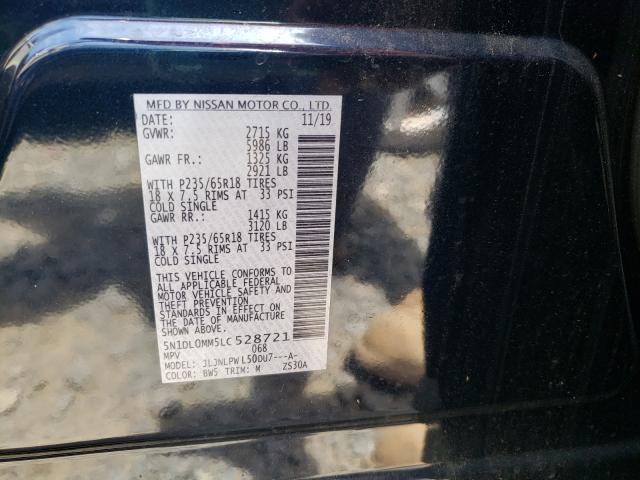 MFD BY NISSAN MOTOR CO., LTD.
DATE: 11/19
GVWR: 2715 KG
5986 LB
GAWR FR.: 1325 KG
2921 LB
WITH P235/65R18 TIRES
18 X 7.5 RIMS AT 33 PSI
COLD SINGLE
GAWR RR.: 1415 KG
3120 LB
WITH P235/65R18 TIRES
18 X 7.5 RIMS AT 33 PSI
COLD SINGLE
THIS VEHICLE CONFORMS TO
ALL APPLICABLE FEDERAL
MOTOR VEHICLE SAFETY AND
THEFT PREVENTION
STANDARDS IN EFFECT ON
THE DATE OF MANUFACTURE
SHOWN ABOVE.
5N1DL0MM5LC528721
MPV 068
MODEL: JLJNLPWL50DU7---A-
COLOR: BW5 TRIM: M ZS30A